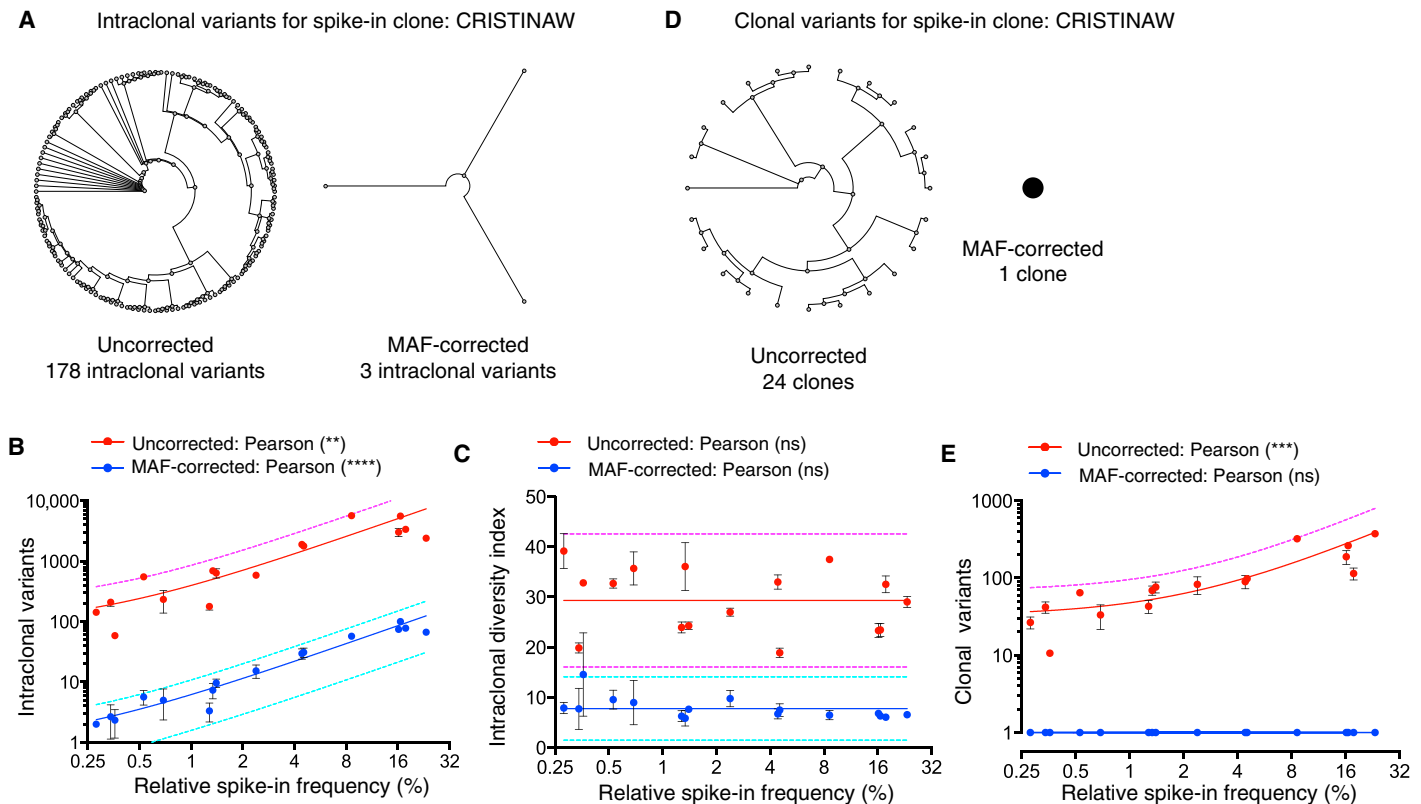 A
Intraclonal variants for spike-in clone: CRISTINAW
Uncorrected
178 intraclonal variants
MAF-corrected
3 intraclonal variants
D
Clonal variants for spike-in clone: CRISTINAW
Uncorrected
24 clones
MAF-corrected
1 clone
B
Uncorrected: Pearson (**)
MAF-corrected: Pearson (****)
Intraclonal variants
10,000
1000
100
10
1
0.25 0.5 1 2 4 8 16 32
Relative spike-in frequency (%)
C
Uncorrected: Pearson (ns)
MAF-corrected: Pearson (ns)
Intraclonal diversity index
50
40
30
20
10
0
0.25 0.5 1 2 4 8 16 32
Relative spike-in frequency (%)
E
Uncorrected: Pearson (***)
MAF-corrected: Pearson (ns)
Clonal variants
1000
100
10
1
0.25 0.5 1 2 4 8 16 32
Relative spike-in frequency (%)